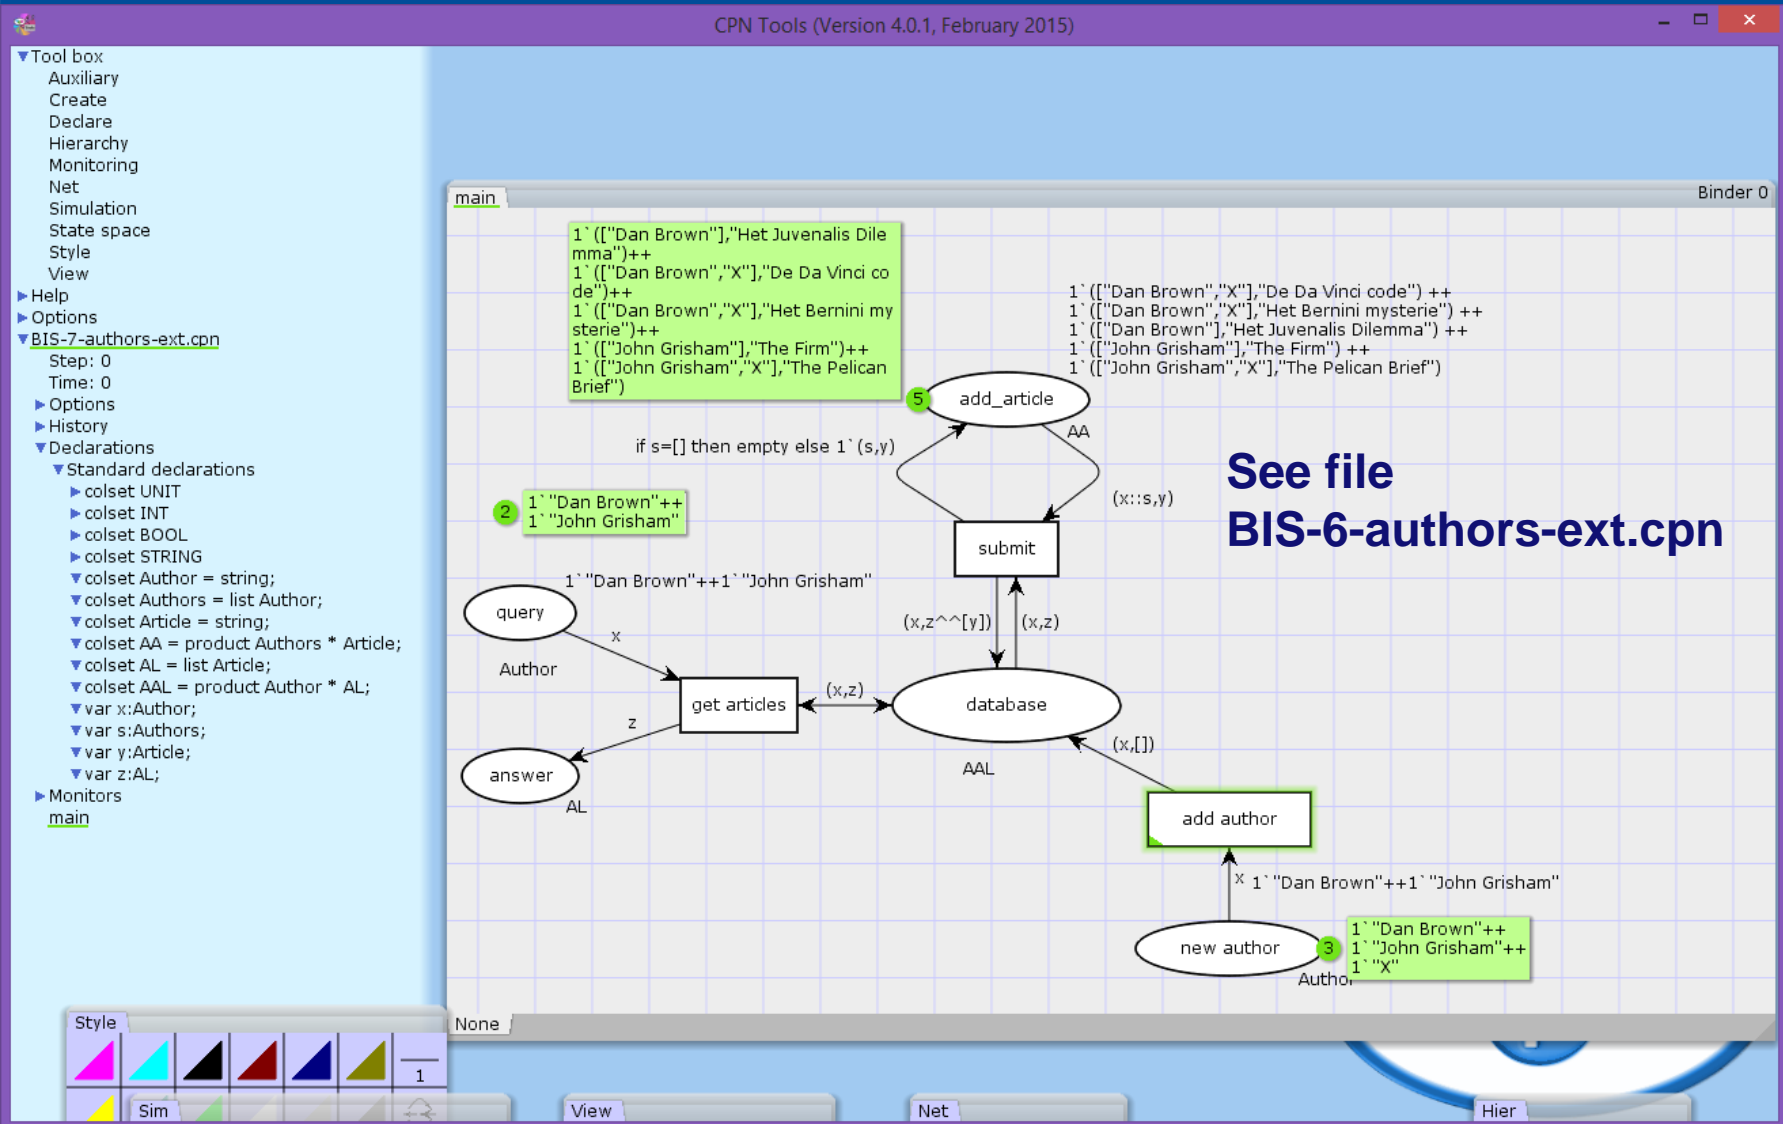 CPN Tools (Version 4.0.1, February 2015)
Tool box
Auxiliary
Create
Declare
Hierarchy
Monitoring
Net
Simulation
State space
Style
View
Help
Options
BIS-7-authors-ext.cpn
Step: 0
Time: 0
Options
History
Declarations
Standard declarations
colset UNIT
colset INT
colset BOOL
colset STRING
colset Author = string;
colset Authors = list Author;
colset Article = string;
colset AA = product Authors * Article;
colset AL = list Article;
colset AAL = product Author * AL;
var x:Author;
var s:Authors;
var y:Article;
var z:AL;
Monitors
main
main
Binder 0
1`(["Dan Brown"],"Het Juvenalis Dile
mma")++
1`(["Dan Brown","X"],"De Da Vinci co
de")++
1`(["Dan Brown","X"],"Het Bernini my
sterie")++
1`(["John Grisham"],"The Firm")++
1`(["John Grisham","X"],"The Pelican
Brief")
1`(["Dan Brown","X"],"De Da Vinci code") ++
1`(["Dan Brown","X"],"Het Bernini mysterie") ++
1`(["Dan Brown"],"Het Juvenalis Dilemma") ++
1`(["John Grisham"],"The Firm") ++
1`(["John Grisham","X"],"The Pelican Brief")
5
add_article
AA
if s=[] then empty else 1`(s,y)
(x::s,y)
See file
BIS-6-authors-ext.cpn
2
1`"Dan Brown"++
1`"John Grisham"
submit
1`"Dan Brown"++1`"John Grisham"
query
Author
x
(x,z^^[y])
(x,z)
get articles
(x,z)
database
AAL
z
answer
AL
(x,[])
add author
x
1`"Dan Brown"++1`"John Grisham"
new author
3
1`"Dan Brown"++
1`"John Grisham"++
1`"X"
Author
None
Style
1
Sim
View
Net
Hier